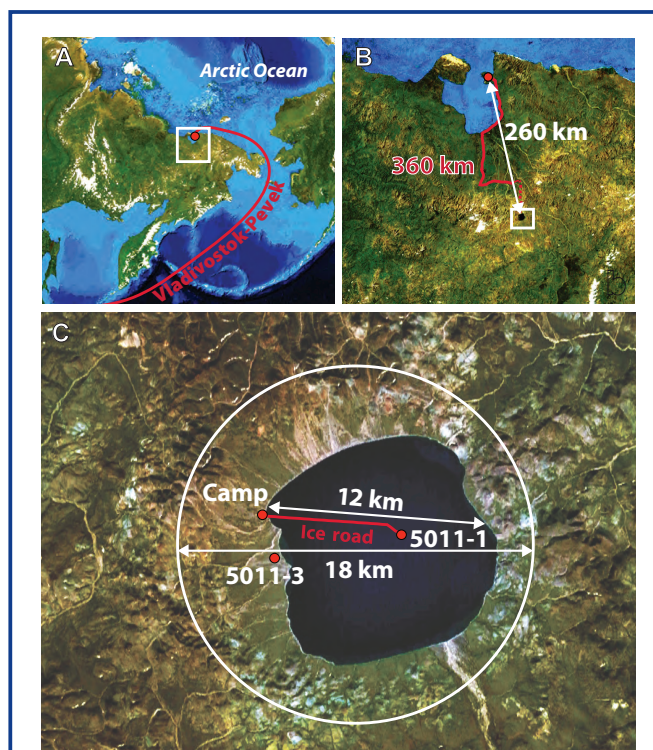 A
Arctic Ocean
Vladivostok-Pevek
B
260 km
360 km
C
Camp
12 km
Ice road
5011-1
5011-3
18 km